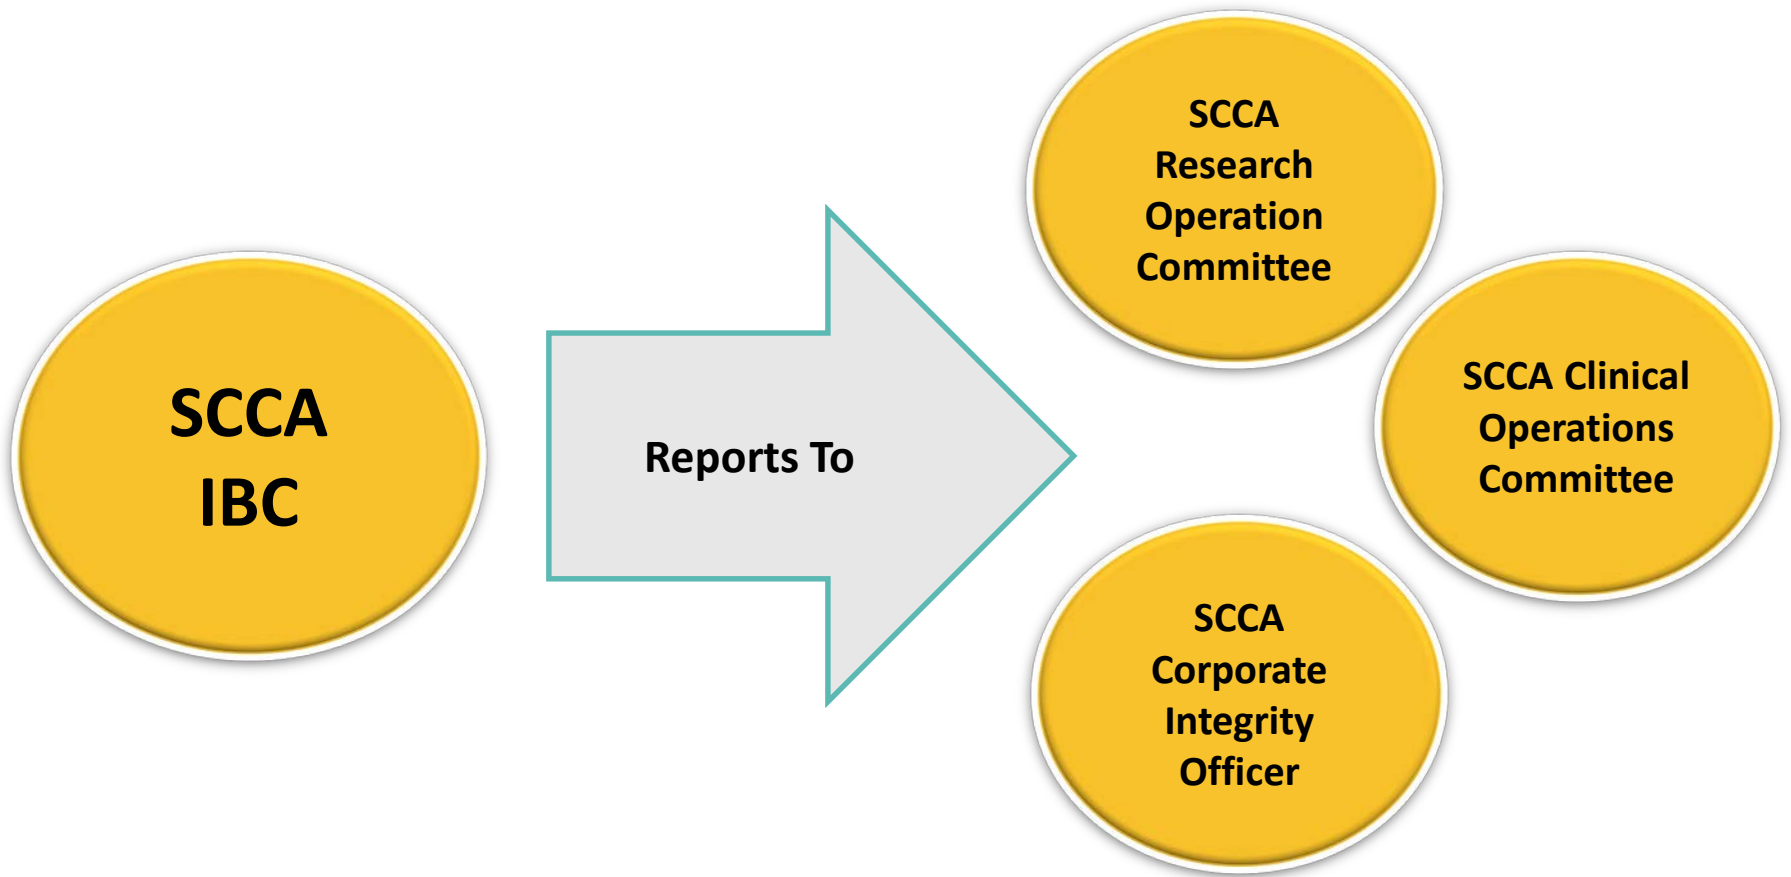 SCCA
IBC
Reports To
SCCA
Research
Operation
Committee
SCCA Clinical
Operations
Committee
SCCA
Corporate
Integrity
Officer